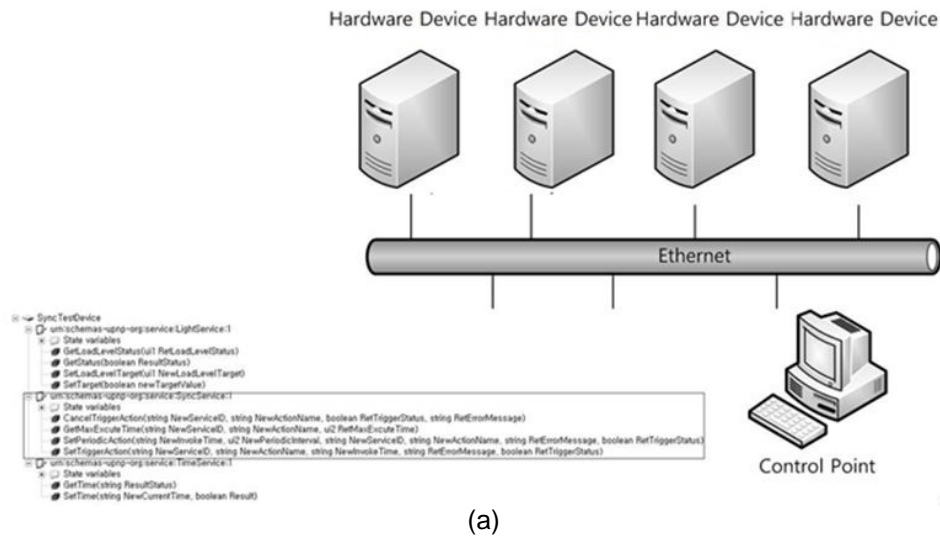 Hardware Device Hardware Device Hardware Device Hardware Device
Ethernet
SyncTestDevice
urn:schemas-upnp-org:service:LightService:1
State variables
GetLoadLevelStatus(ui1 RetLoadLevelStatus)
GetStatus(boolean ResultStatus)
SetLoadLevelTarget(ui1 NewLoadLevelTarget)
SetTarget(boolean newTargetValue)
urn:schemas-upnp-org:service:SyncService:1
State variables
CancelTriggerAction(string NewServiceID, string NewActionName, boolean RetTriggerStatus, string RetErrorMessage)
GetMaxExcuteTime(string NewServiceID, string NewActionName, ui2 RetMaxExcuteTime)
SetPeriodicAction(string NewInvokeTime, ui2 NewPeriodicInterval, string NewServiceID, string NewActionName, string RetErrorMessage, boolean RetTriggerStatus)
SetTriggerAction(string NewServiceID, string NewActionName, string NewInvokeTime, string RetErrorMessage, boolean RetTriggerStatus)
urn:schemas-upnp-org:service:TimeService:1
State variables
GetTime(string ResultStatus)
SetTime(string NewCurrentTime, boolean Result)
Control Point
(a)